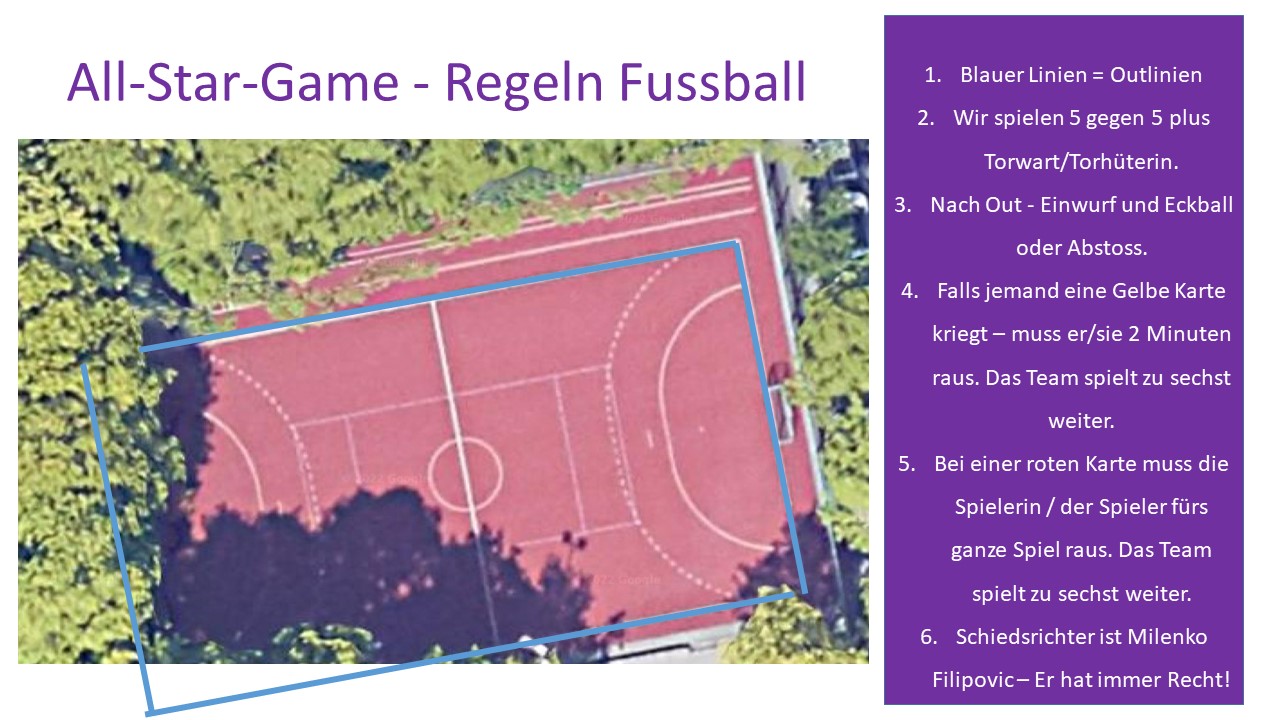 All-Star-Game - Regeln Fussball
1. Blauer Linien = Outlinien
2. Wir spielen 5 gegen 5 plus
Torwart/Torhüterin.
3. Nach Out - Einwurf und Eckball
oder Abstoss.
4. Falls jemand eine Gelbe Karte
kriegt – muss er/sie 2 Minuten
raus. Das Team spielt zu sechst
weiter.
5. Bei einer roten Karte muss die
Spielerin / der Spieler fürs
ganze Spiel raus. Das Team
spielt zu sechst weiter.
6. Schiedsrichter ist Milenko
Filipovic – Er hat immer Recht!